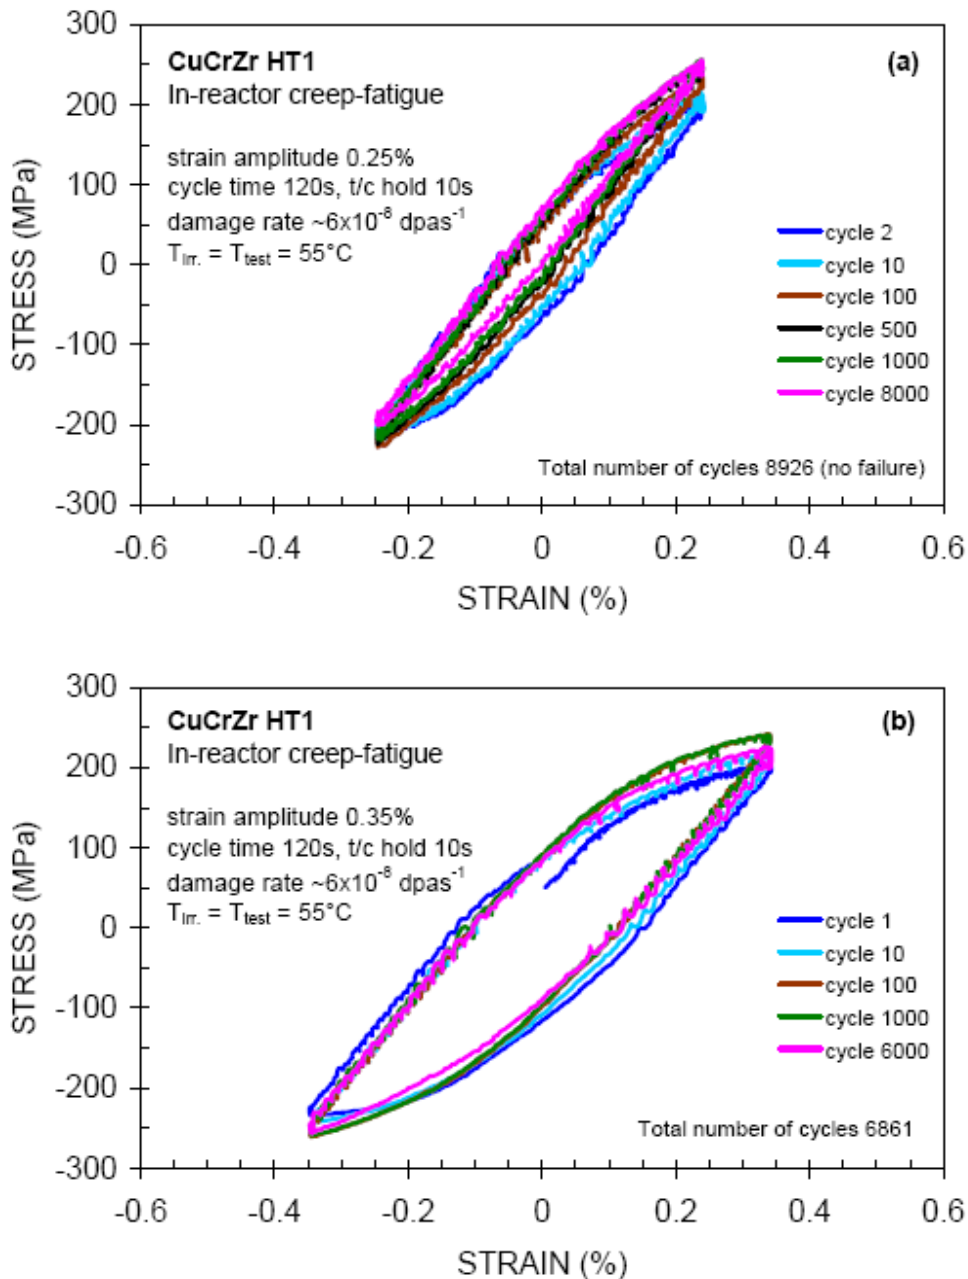 300
200
100
0
-100
-200
-300
STRESS (MPa)
CuCrZr HT1
(a)
In-reactor creep-fatigue
strain amplitude 0.25%
cycle time 120s, t/c hold 10s
damage rate ~6x10⁻⁸ dpas⁻¹
T_Irr. = T_test = 55°C
cycle 2
cycle 10
cycle 100
cycle 500
cycle 1000
cycle 8000
Total number of cycles 8926 (no failure)
-0.6 -0.4 -0.2 0 0.2 0.4 0.6
STRAIN (%)
300
200
100
0
-100
-200
-300
STRESS (MPa)
CuCrZr HT1
(b)
In-reactor creep-fatigue
strain amplitude 0.35%
cycle time 120s, t/c hold 10s
damage rate ~6x10⁻⁸ dpas⁻¹
T_Irr. = T_test = 55°C
cycle 1
cycle 10
cycle 100
cycle 1000
cycle 6000
Total number of cycles 6861
-0.6 -0.4 -0.2 0 0.2 0.4 0.6
STRAIN (%)